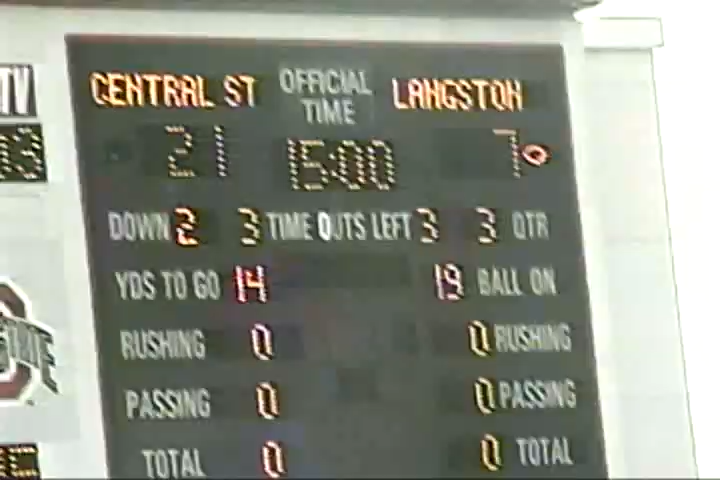 TV
CENTRAL ST OFFICIAL TIME LANGSTON
21 15:00 7
DOWN 2 3 TIME OUTS LEFT 3 3 QTR
YDS TO GO 14 19 BALL ON
RUSHING 0 0 RUSHING
PASSING 0 0 PASSING
TOTAL 0 0 TOTAL